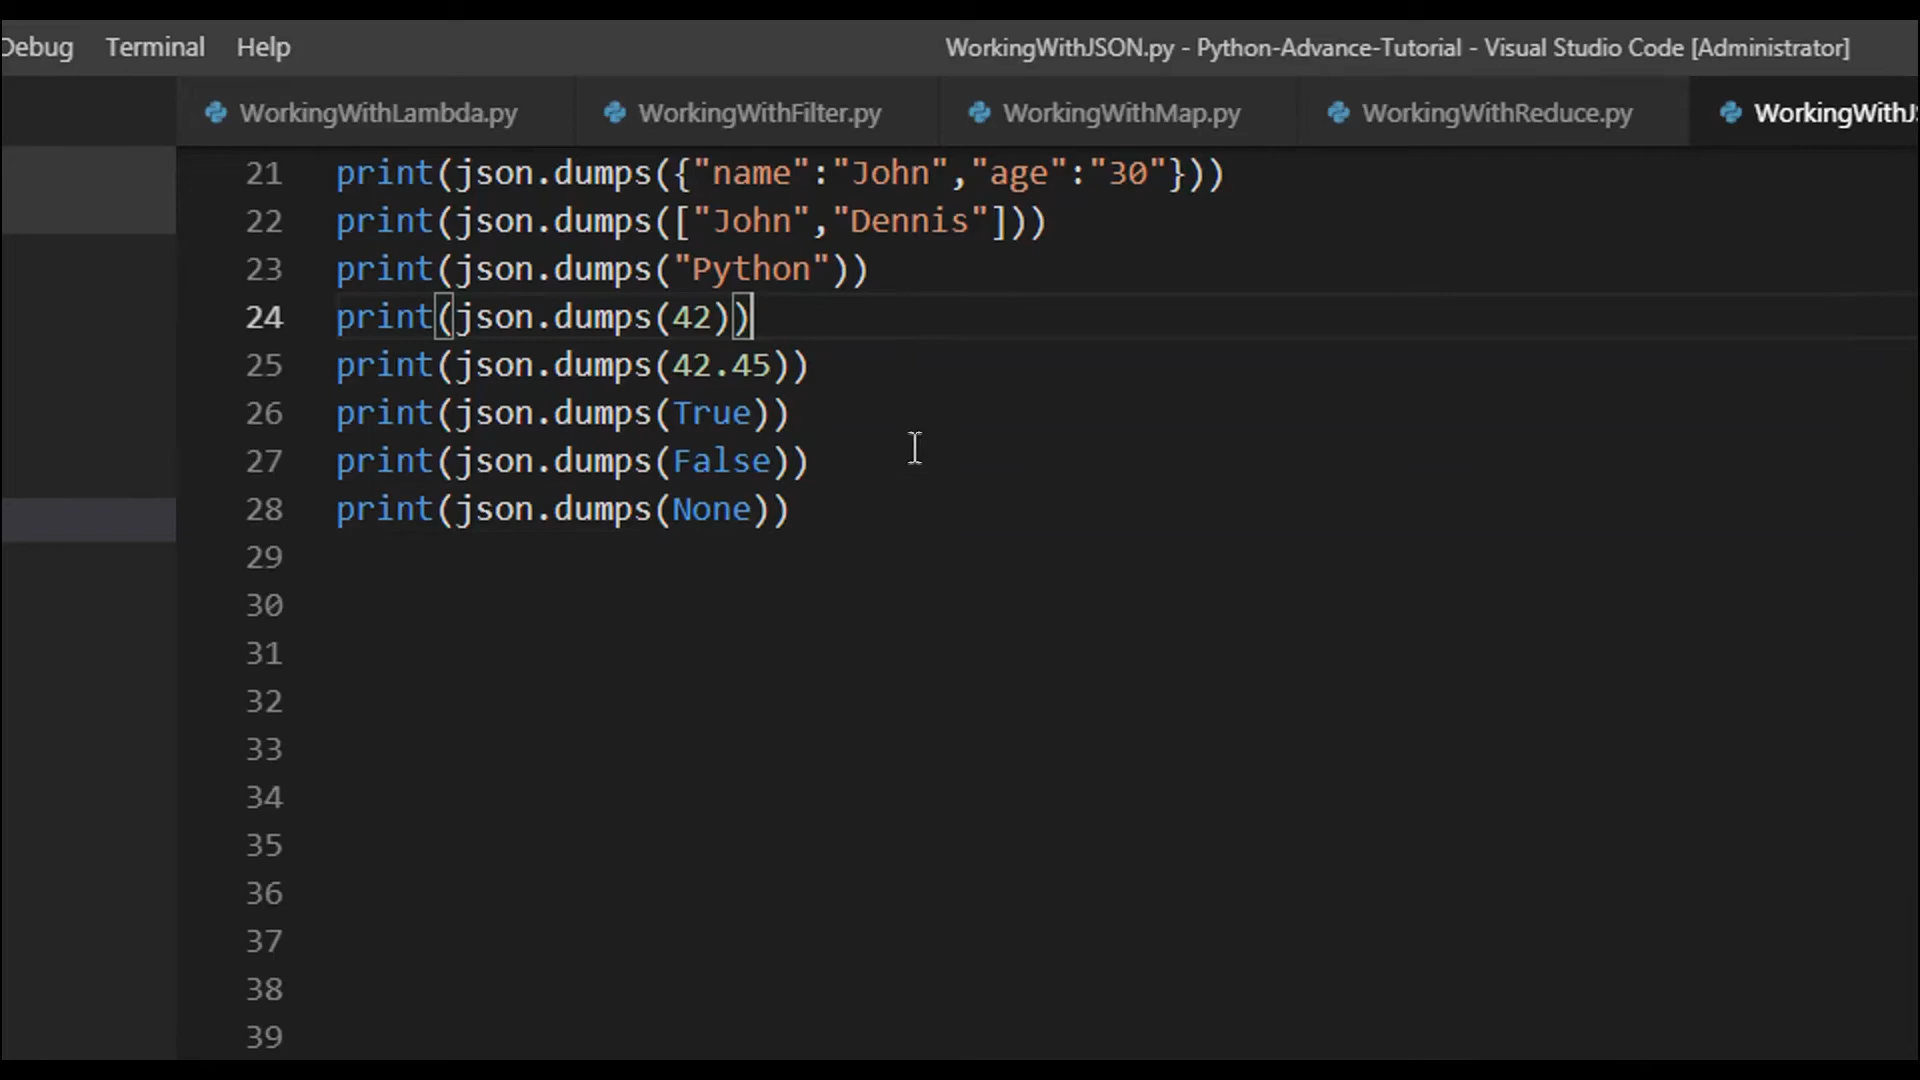 Debug Terminal Help WorkingWithJSON.py - Python-Advance-Tutorial - Visual Studio Code [Administrator]
WorkingWithLambda.py WorkingWithFilter.py WorkingWithMap.py WorkingWithReduce.py WorkingWithJS
21 print(json.dumps({"name":"John","age":"30"}))
22 print(json.dumps(["John","Dennis"]))
23 print(json.dumps("Python"))
24 print(json.dumps(42))
25 print(json.dumps(42.45))
26 print(json.dumps(True))
27 print(json.dumps(False))
28 print(json.dumps(None))
29
30
31
32
33
34
35
36
37
38
39